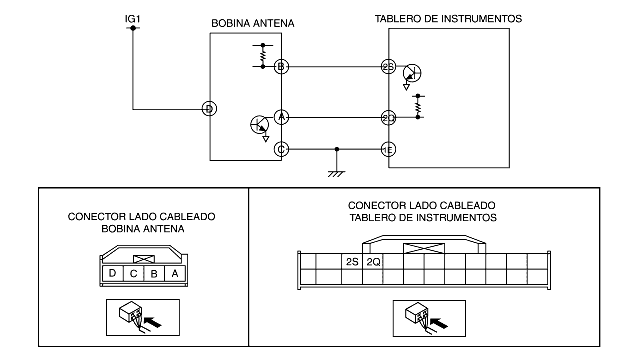 IG1
BOBINA ANTENA
TABLERO DE INSTRUMENTOS
B
2S
D
A
2Q
C
1E
CONECTOR LADO CABLEADO
BOBINA ANTENA
D C B A
CONECTOR LADO CABLEADO
TABLERO DE INSTRUMENTOS
2S 2Q